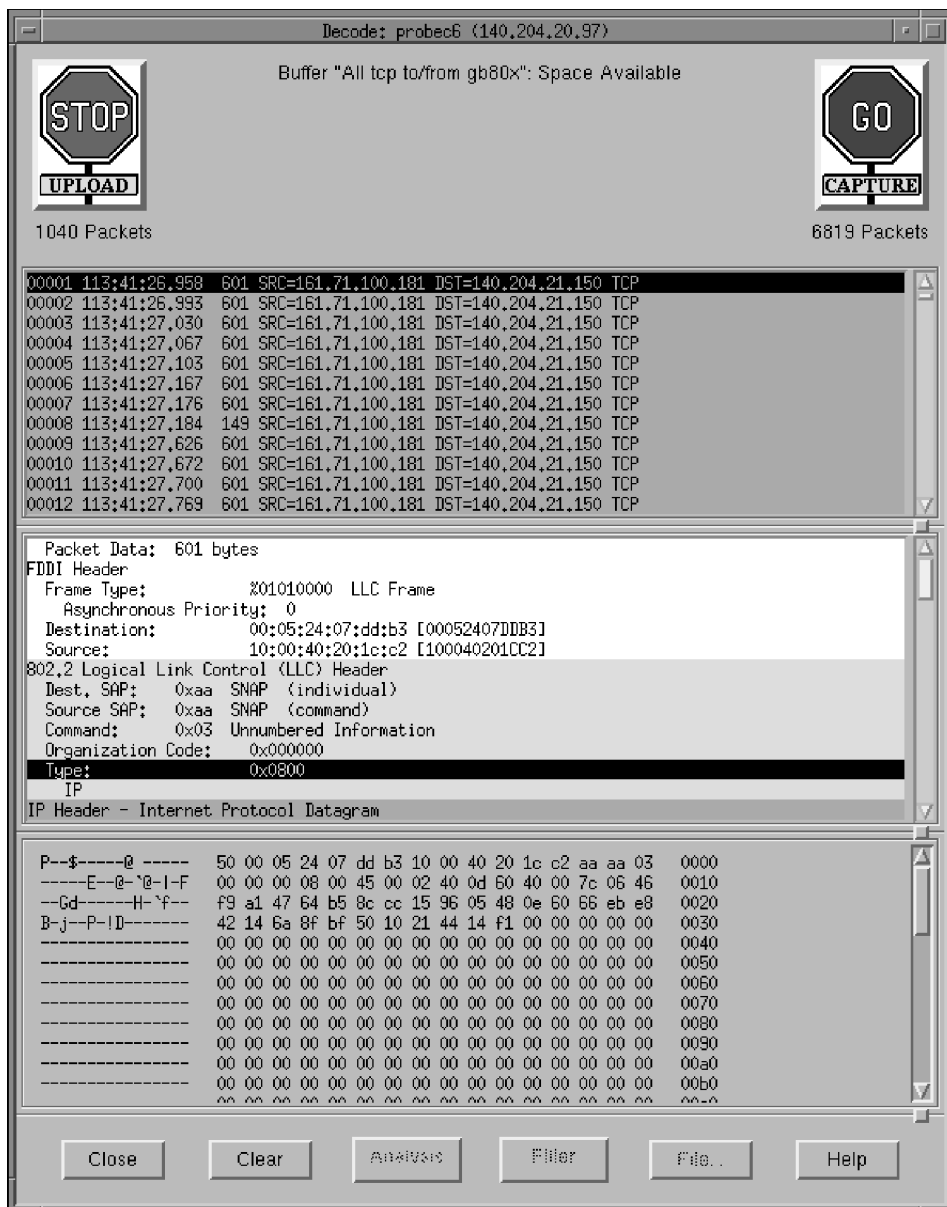 Decode: probec6 (140.204.20.97)
Buffer "All tcp to/from gb80x": Space Available
STOP
UPLOAD
1040 Packets
GO
CAPTURE
6819 Packets
00001 113:41:26.958 601 SRC=161.71.100.181 DST=140.204.21.150 TCP
00002 113:41:26.993 601 SRC=161.71.100.181 DST=140.204.21.150 TCP
00003 113:41:27.030 601 SRC=161.71.100.181 DST=140.204.21.150 TCP
00004 113:41:27.067 601 SRC=161.71.100.181 DST=140.204.21.150 TCP
00005 113:41:27.103 601 SRC=161.71.100.181 DST=140.204.21.150 TCP
00006 113:41:27.167 601 SRC=161.71.100.181 DST=140.204.21.150 TCP
00007 113:41:27.176 601 SRC=161.71.100.181 DST=140.204.21.150 TCP
00008 113:41:27.184 149 SRC=161.71.100.181 DST=140.204.21.150 TCP
00009 113:41:27.626 601 SRC=161.71.100.181 DST=140.204.21.150 TCP
00010 113:41:27.672 601 SRC=161.71.100.181 DST=140.204.21.150 TCP
00011 113:41:27.700 601 SRC=161.71.100.181 DST=140.204.21.150 TCP
00012 113:41:27.769 601 SRC=161.71.100.181 DST=140.204.21.150 TCP
Packet Data: 601 bytes
FDDI Header
Frame Type: %01010000 LLC Frame
Asynchronous Priority: 0
Destination: 00:05:24:07:dd:b3 [00052407DDB3]
Source: 10:00:40:20:1c:c2 [100040201CC2]
802.2 Logical Link Control (LLC) Header
Dest. SAP: 0xaa SNAP (individual)
Source SAP: 0xaa SNAP (command)
Command: 0x03 Unnumbered Information
Organization Code: 0x000000
Type: 0x0800
IP
IP Header - Internet Protocol Datagram
P--$-----@ ----- 50 00 05 24 07 dd b3 10 00 40 20 1c c2 aa aa 03 0000
-----E--@-`@-|-F 00 00 00 08 00 45 00 02 40 0d 60 40 00 7c 06 46 0010
--Gd------H-`f-- f9 a1 47 64 b5 8c cc 15 96 05 48 0e 60 66 eb e8 0020
B-j--P-!D------- 42 14 6a 8f bf 50 10 21 44 14 f1 00 00 00 00 00 0030
---------------- 00 00 00 00 00 00 00 00 00 00 00 00 00 00 00 00 0040
---------------- 00 00 00 00 00 00 00 00 00 00 00 00 00 00 00 00 0050
---------------- 00 00 00 00 00 00 00 00 00 00 00 00 00 00 00 00 0060
---------------- 00 00 00 00 00 00 00 00 00 00 00 00 00 00 00 00 0070
---------------- 00 00 00 00 00 00 00 00 00 00 00 00 00 00 00 00 0080
---------------- 00 00 00 00 00 00 00 00 00 00 00 00 00 00 00 00 0090
---------------- 00 00 00 00 00 00 00 00 00 00 00 00 00 00 00 00 00a0
---------------- 00 00 00 00 00 00 00 00 00 00 00 00 00 00 00 00 00b0
Close
Clear
Analysis
Filter
File..
Help